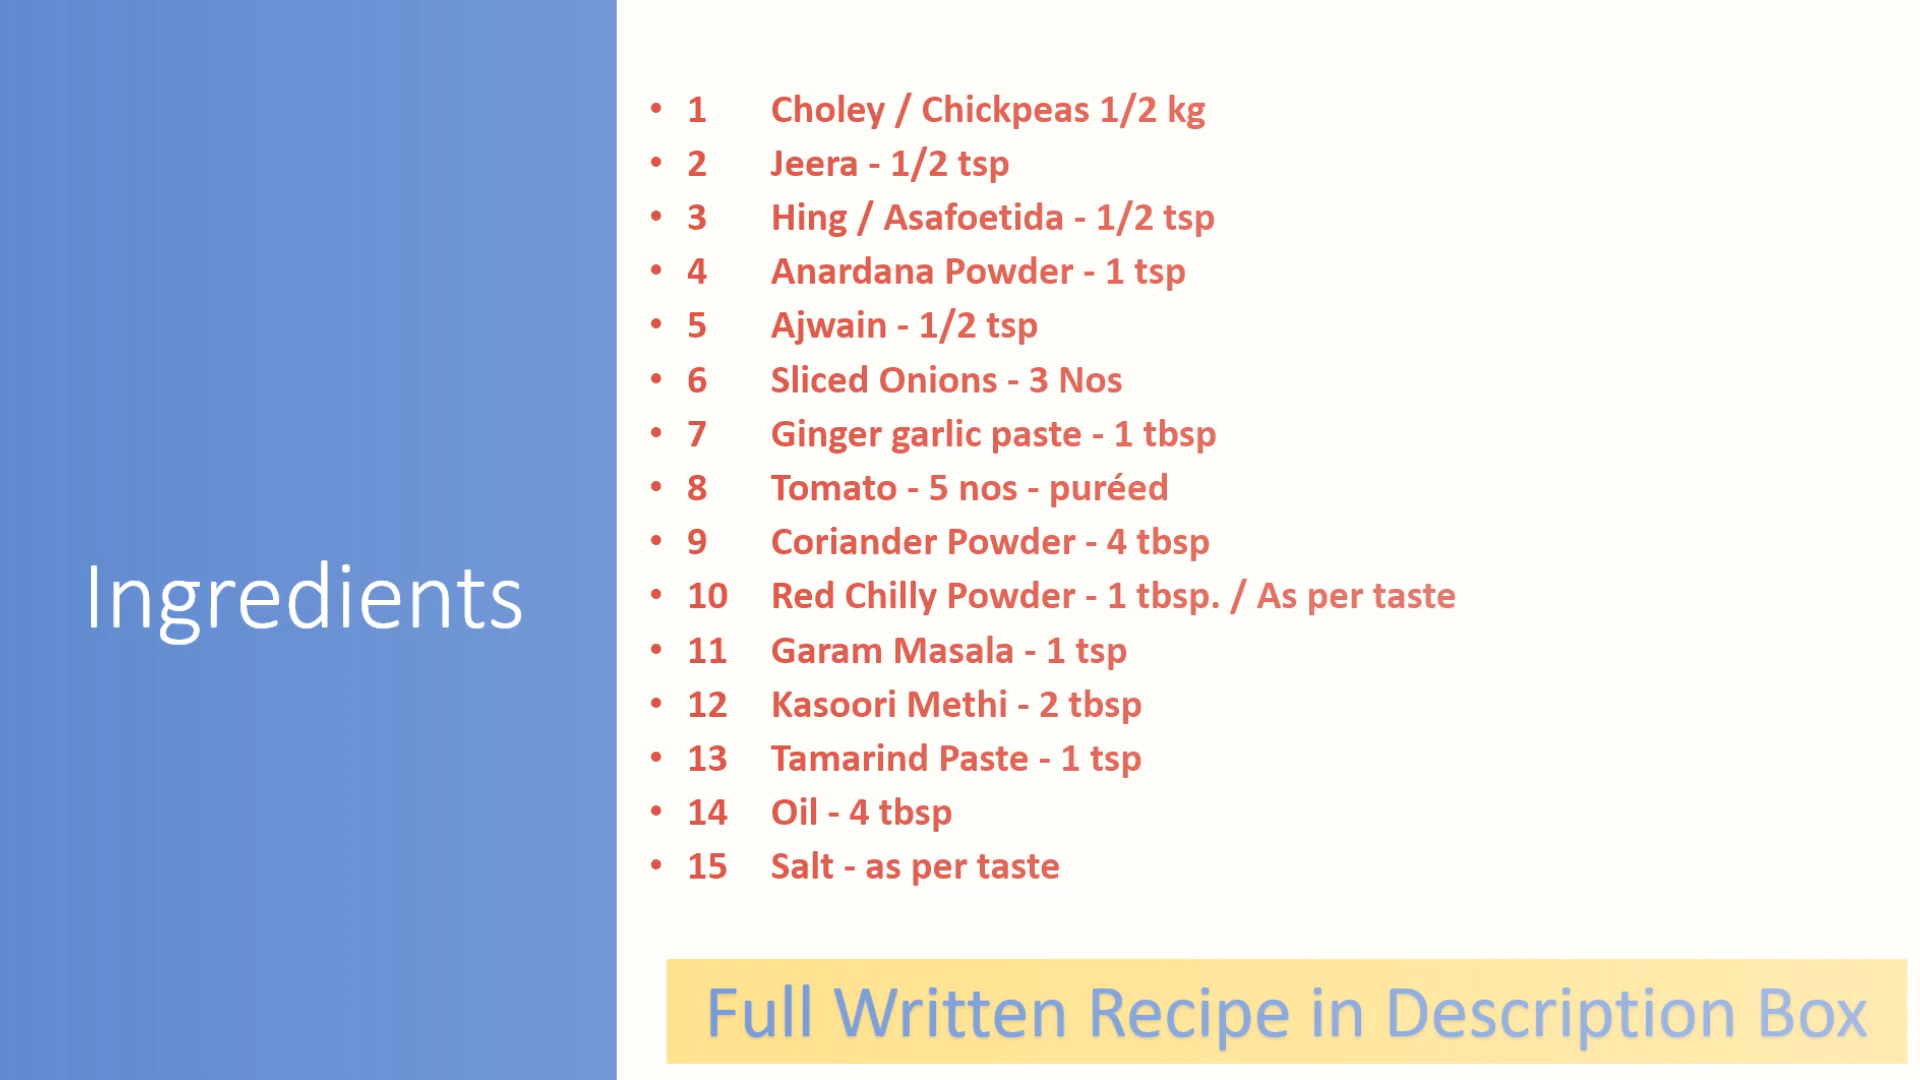 Ingredients
• 1 Choley / Chickpeas 1/2 kg
• 2 Jeera - 1/2 tsp
• 3 Hing / Asafoetida - 1/2 tsp
• 4 Anardana Powder - 1 tsp
• 5 Ajwain - 1/2 tsp
• 6 Sliced Onions - 3 Nos
• 7 Ginger garlic paste - 1 tbsp
• 8 Tomato - 5 nos - puréed
• 9 Coriander Powder - 4 tbsp
• 10 Red Chilly Powder - 1 tbsp. / As per taste
• 11 Garam Masala - 1 tsp
• 12 Kasoori Methi - 2 tbsp
• 13 Tamarind Paste - 1 tsp
• 14 Oil - 4 tbsp
• 15 Salt - as per taste
Full Written Recipe in Description Box